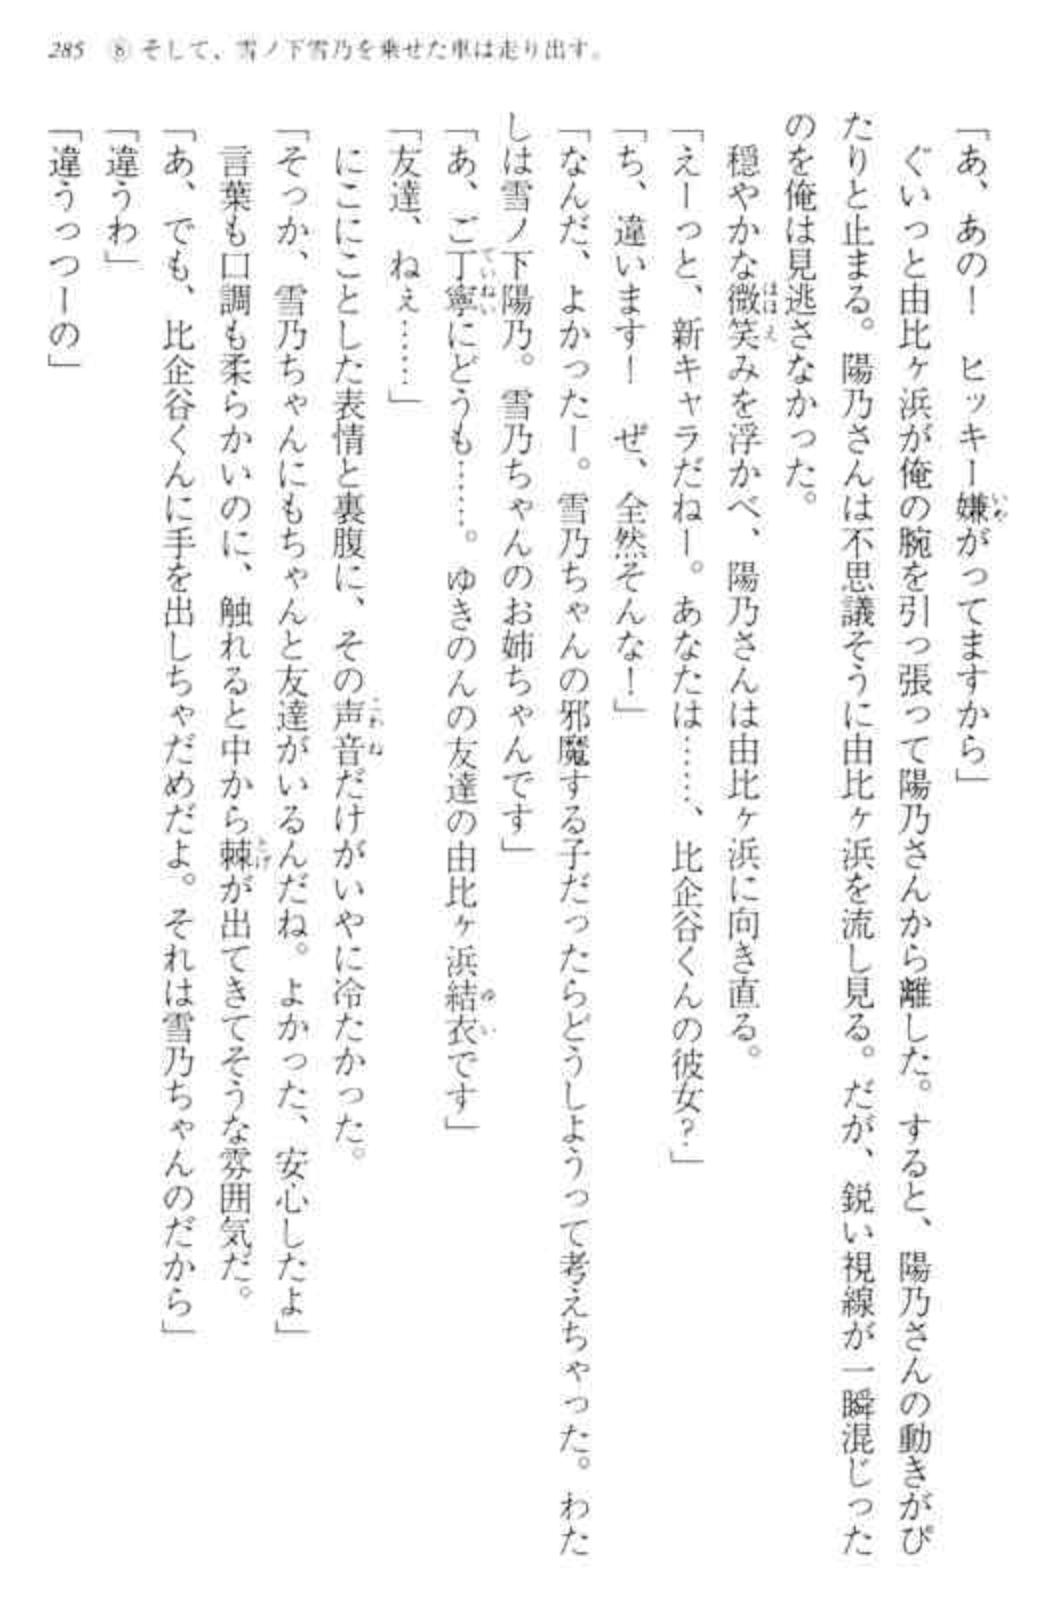 285　⑧ そして、雪ノ下雪乃を乗せた車は走り出す。
「あ、あの！　ヒッキー嫌がってますから」
　ぐいっと由比ヶ浜が俺の腕を引っ張って陽乃さんから離した。すると、陽乃さんの動きがぴ
たりと止まる。陽乃さんは不思議そうに由比ヶ浜を流し見る。だが、鋭い視線が一瞬混じった
のを俺は見逃さなかった。
　穏やかな微笑みを浮かべ、陽乃さんは由比ヶ浜に向き直る。
「えーっと、新キャラだねー。あなたは……、比企谷くんの彼女？」
「ち、違います！　ぜ、全然そんな！」
「なんだ、よかったー。雪乃ちゃんの邪魔する子だったらどうしようって考えちゃった。わた
しは雪ノ下陽乃。雪乃ちゃんのお姉ちゃんです」
「あ、ご丁寧にどうも……。ゆきのんの友達の由比ヶ浜結衣です」
「友達、ねぇ……」
　にこにことした表情と裏腹に、その声音だけがいやに冷たかった。
「そっか、雪乃ちゃんにもちゃんと友達がいるんだね。よかった、安心したよ」
　言葉も口調も柔らかいのに、触れると中から棘が出てきてそうな雰囲気だ。
「あ、でも、比企谷くんに手を出しちゃだめだよ。それは雪乃ちゃんのだから」
「違うわ」
「違うっつーの」